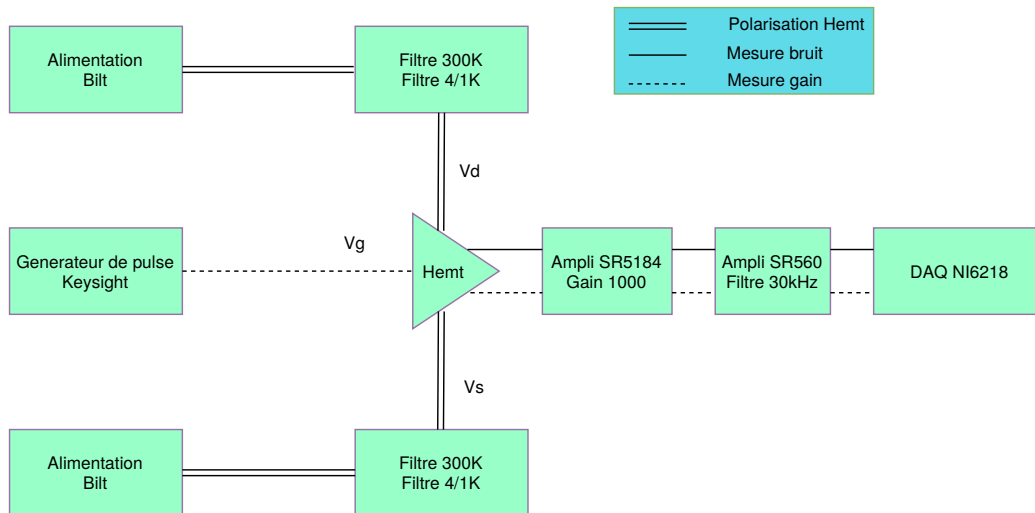 Alimentation
Bilt
Filtre 300K
Filtre 4/1K
Polarisation Hemt
Mesure bruit
Mesure gain
Vd
Vg
Generateur de pulse
Keysight
Hemt
Ampli SR5184
Gain 1000
Ampli SR560
Filtre 30kHz
DAQ NI6218
Vs
Alimentation
Bilt
Filtre 300K
Filtre 4/1K